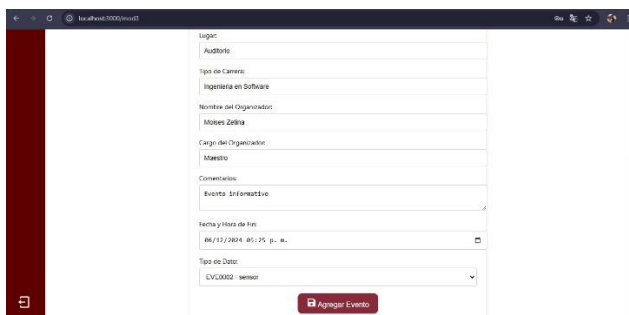 localhost:3000/mod3
Lugar:
Auditorio
Tipo de Carrera:
Ingenieria en Software
Nombre del Organizador:
Moises Zelina
Cargo del Organizador:
Maestro
Comentarios:
Evento informativo
Fecha y Hora de Fin:
06/12/2024 05:25 p. m.
Tipo de Dato:
EVE0002 - sensor
Agregar Evento